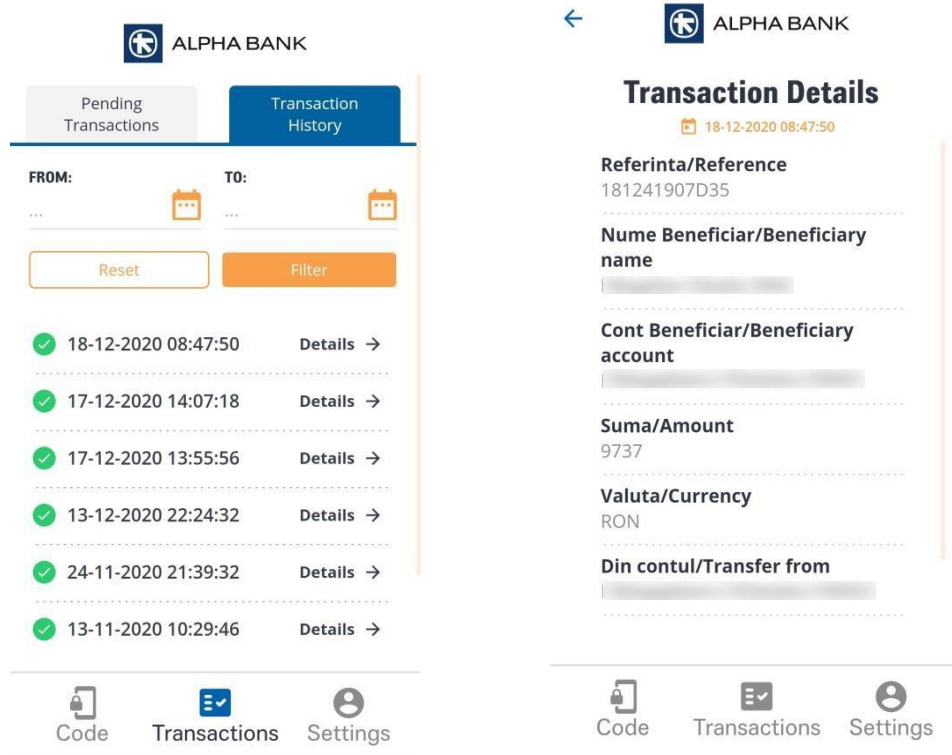 ALPHA BANK
Pending
Transactions
Transaction
History
FROM:
TO:
...
...
Reset
Filter
18-12-2020 08:47:50 Details →
17-12-2020 14:07:18 Details →
17-12-2020 13:55:56 Details →
13-12-2020 22:24:32 Details →
24-11-2020 21:39:32 Details →
13-11-2020 10:29:46 Details →
Code
Transactions
Settings
ALPHA BANK
Transaction Details
18-12-2020 08:47:50
Referinta/Reference
181241907D35
Nume Beneficiar/Beneficiary
name
Cont Beneficiar/Beneficiary
account
Suma/Amount
9737
Valuta/Currency
RON
Din contul/Transfer from
Code
Transactions
Settings